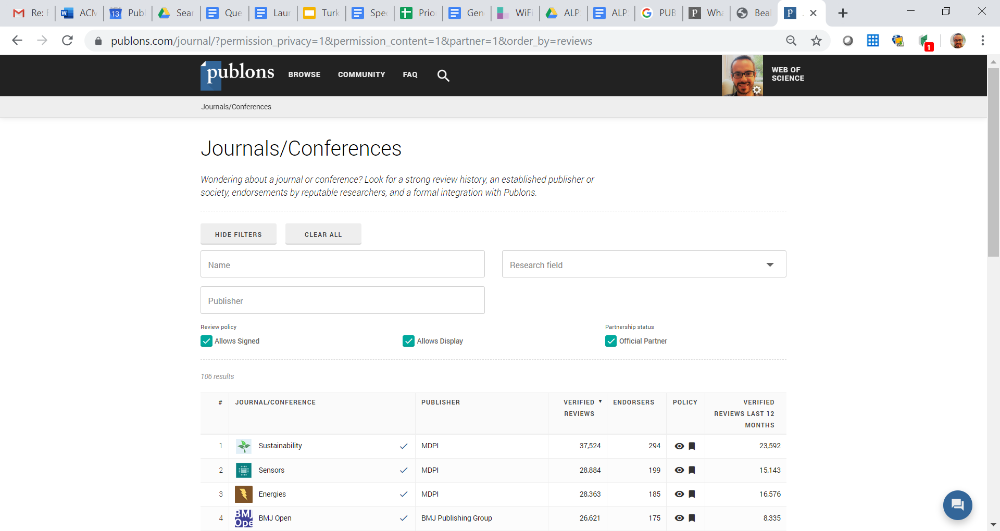 Re: F
ACM
13 Publ
Sear
Que
Laun
Turk
Spec
Prio
Gen
WiFi
ALP
ALP
PUB
Wha
Beal
publons.com/journal/?permission_privacy=1&permission_content=1&partner=1&order_by=reviews
1
publons
BROWSE
COMMUNITY
FAQ
WEB OF
SCIENCE
Journals/Conferences
Journals/Conferences
Wondering about a journal or conference? Look for a strong review history, an established publisher or
society, endorsements by reputable researchers, and a formal integration with Publons.
HIDE FILTERS
CLEAR ALL
Name
Research field
Publisher
Review policy
Partnership status
Allows Signed
Allows Display
Official Partner
106 results
# JOURNAL/CONFERENCE PUBLISHER VERIFIED ▼ ENDORSERS POLICY VERIFIED
REVIEWS REVIEWS LAST 12
MONTHS
1 Sustainability MDPI 37,524 294 23,592
2 Sensors MDPI 28,884 199 15,143
3 Energies MDPI 28,363 185 16,576
4 BMJ Open BMJ Publishing Group 26,621 175 8,335